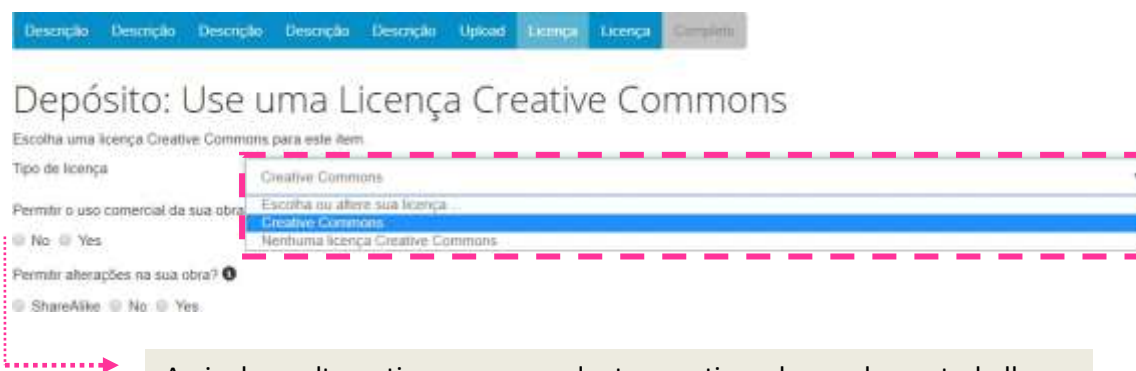 Descrição Descrição Descrição Descrição Descrição Upload Licença Licença Completo
Depósito: Use uma Licença Creative Commons
Escolha uma licença Creative Commons para este item
Tipo de licença
Creative Commons
Escolha ou altere sua licença ...
Creative Commons
Nenhuma licença Creative Commons
Permitir o uso comercial da sua obra
No Yes
Permitir alterações na sua obra?
ShareAlike No Yes